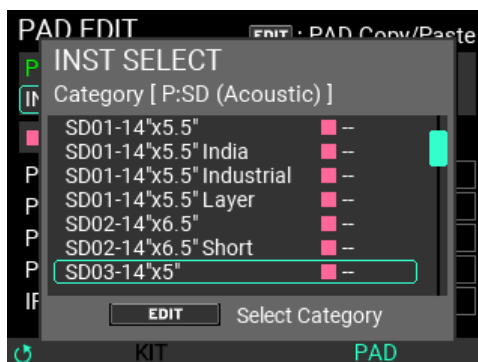 PAD EDIT EDIT : PAD Copy/Paste
INST SELECT
Category [ P:SD (Acoustic) ]
SD01-14"x5.5" --
SD01-14"x5.5" India --
SD01-14"x5.5" Industrial --
SD01-14"x5.5" Layer --
SD02-14"x6.5" --
SD02-14"x6.5" Short --
SD03-14"x5" --
EDIT Select Category
KIT PAD